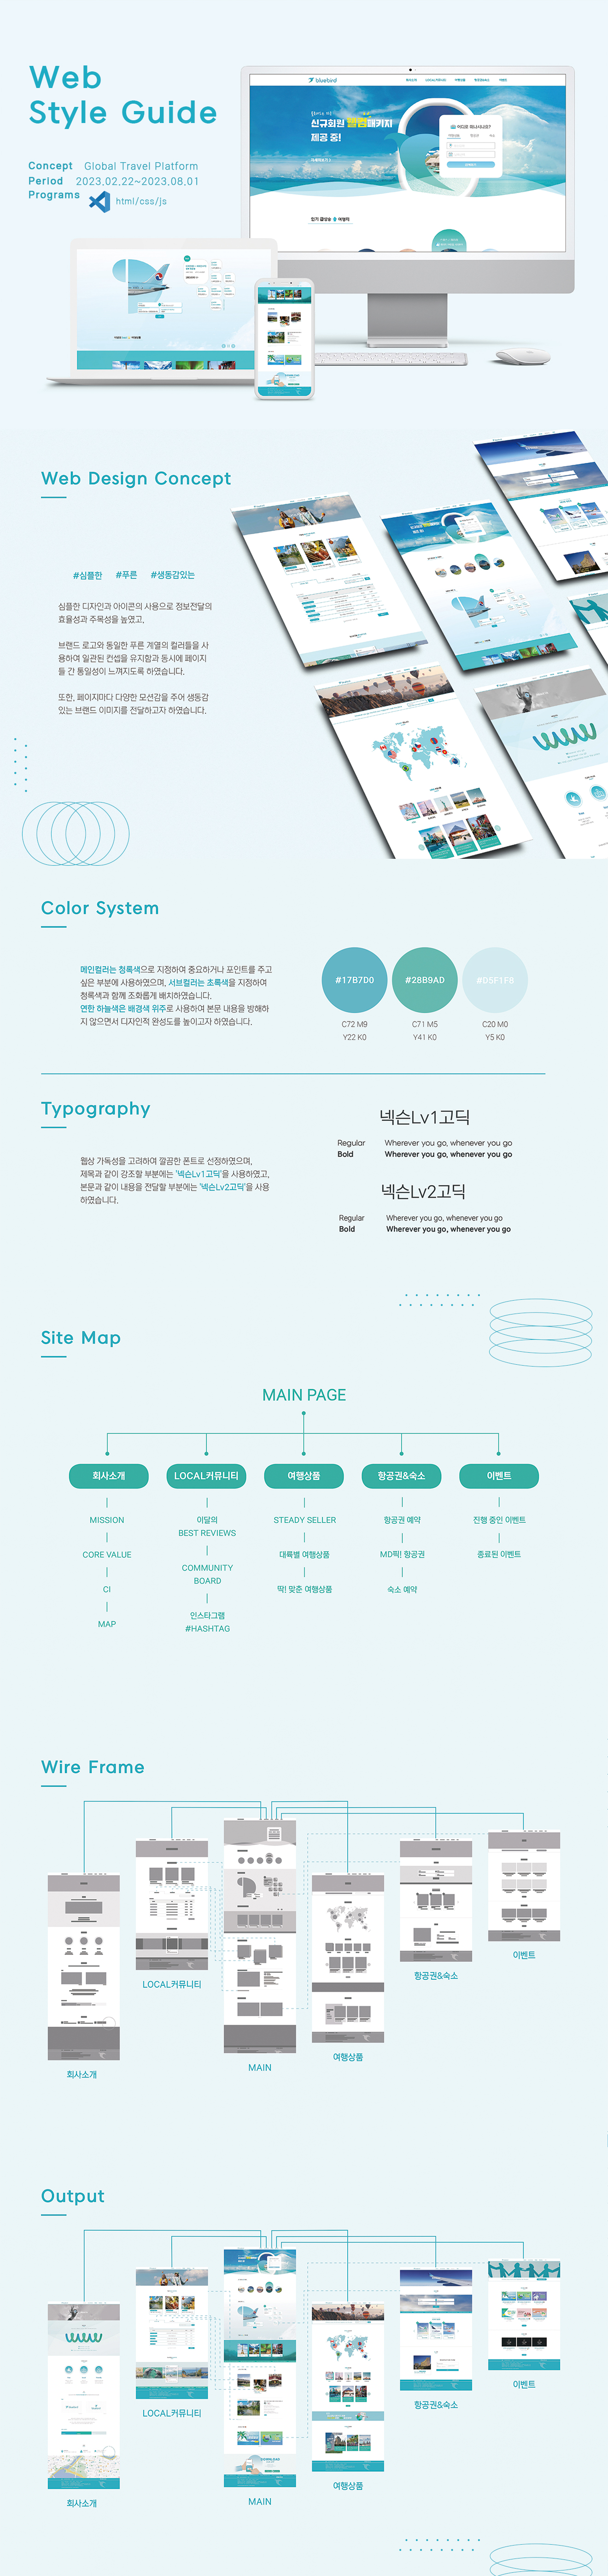 Web
Style Guide
Concept Global Travel Platform
Period 2023.02.22~2023.08.01
Programs html/css/js
bluebird
신규회원 웰컴패키지
제공 중!
Web Design Concept
#심플한 #푸른 #생동감있는
심플한 디자인과 아이콘의 사용으로 정보전달의
효율성과 주목성을 높였고,
브랜드 로고와 동일한 푸른 계열의 컬러들을 사
용하여 일관된 컨셉을 유지함과 동시에 페이지
들 간 통일성이 느껴지도록 하였습니다.
또한, 페이지마다 다양한 모션감을 주어 생동감
있는 브랜드 이미지를 전달하고자 하였습니다.
Color System
메인컬러는 청록색으로 지정하여 중요하거나 포인트를 주고
싶은 부분에 사용하였으며, 서브컬러는 초록색을 지정하여
청록색과 함께 조화롭게 배치하였습니다.
연한 하늘색은 배경색 위주로 사용하여 본문 내용을 방해하
지 않으면서 디자인적 완성도를 높이고자 하였습니다.
#17B7D0 #28B9AD #D5F1F6
C72 M9 C71 M5 C20 M0
Y22 K0 Y41 K0 Y5 K0
Typography
웹상 가독성을 고려하여 깔끔한 폰트로 선정하였으며,
제목과 같이 강조할 부분에는 '넥슨Lv1고딕'을 사용하였고,
본문과 같이 내용을 전달할 부분에는 '넥슨Lv2고딕'을 사용
하였습니다.
넥슨Lv1고딕
Regular Wherever you go, whenever you go
Bold Wherever you go, whenever you go
넥슨Lv2고딕
Regular Wherever you go, whenever you go
Bold Wherever you go, whenever you go
Site Map
MAIN PAGE
회사소개 LOCAL커뮤니티 여행상품 항공권&숙소 이벤트
MISSION
CORE VALUE
CI
MAP
이달의
BEST REVIEWS
COMMUNITY
BOARD
인스타그램
#HASHTAG
STEADY SELLER
대륙별 여행상품
딱! 맞춘 여행상품
항공권 예약
MD픽! 항공권
숙소 예약
진행 중인 이벤트
종료된 이벤트
Wire Frame
회사소개
LOCAL커뮤니티
MAIN
여행상품
항공권&숙소
이벤트
Output
회사소개
LOCAL커뮤니티
MAIN
여행상품
항공권&숙소
이벤트